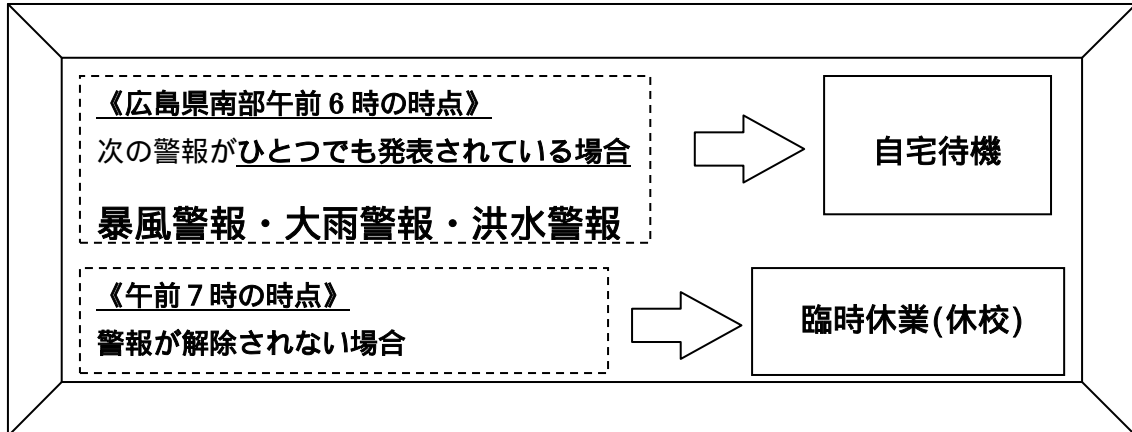 《広島県南部午前6時の時点》
次の警報がひとつでも発表されている場合
自宅待機
暴風警報・大雨警報・洪水警報
《午前7時の時点》
警報が解除されない場合
臨時休業(休校)